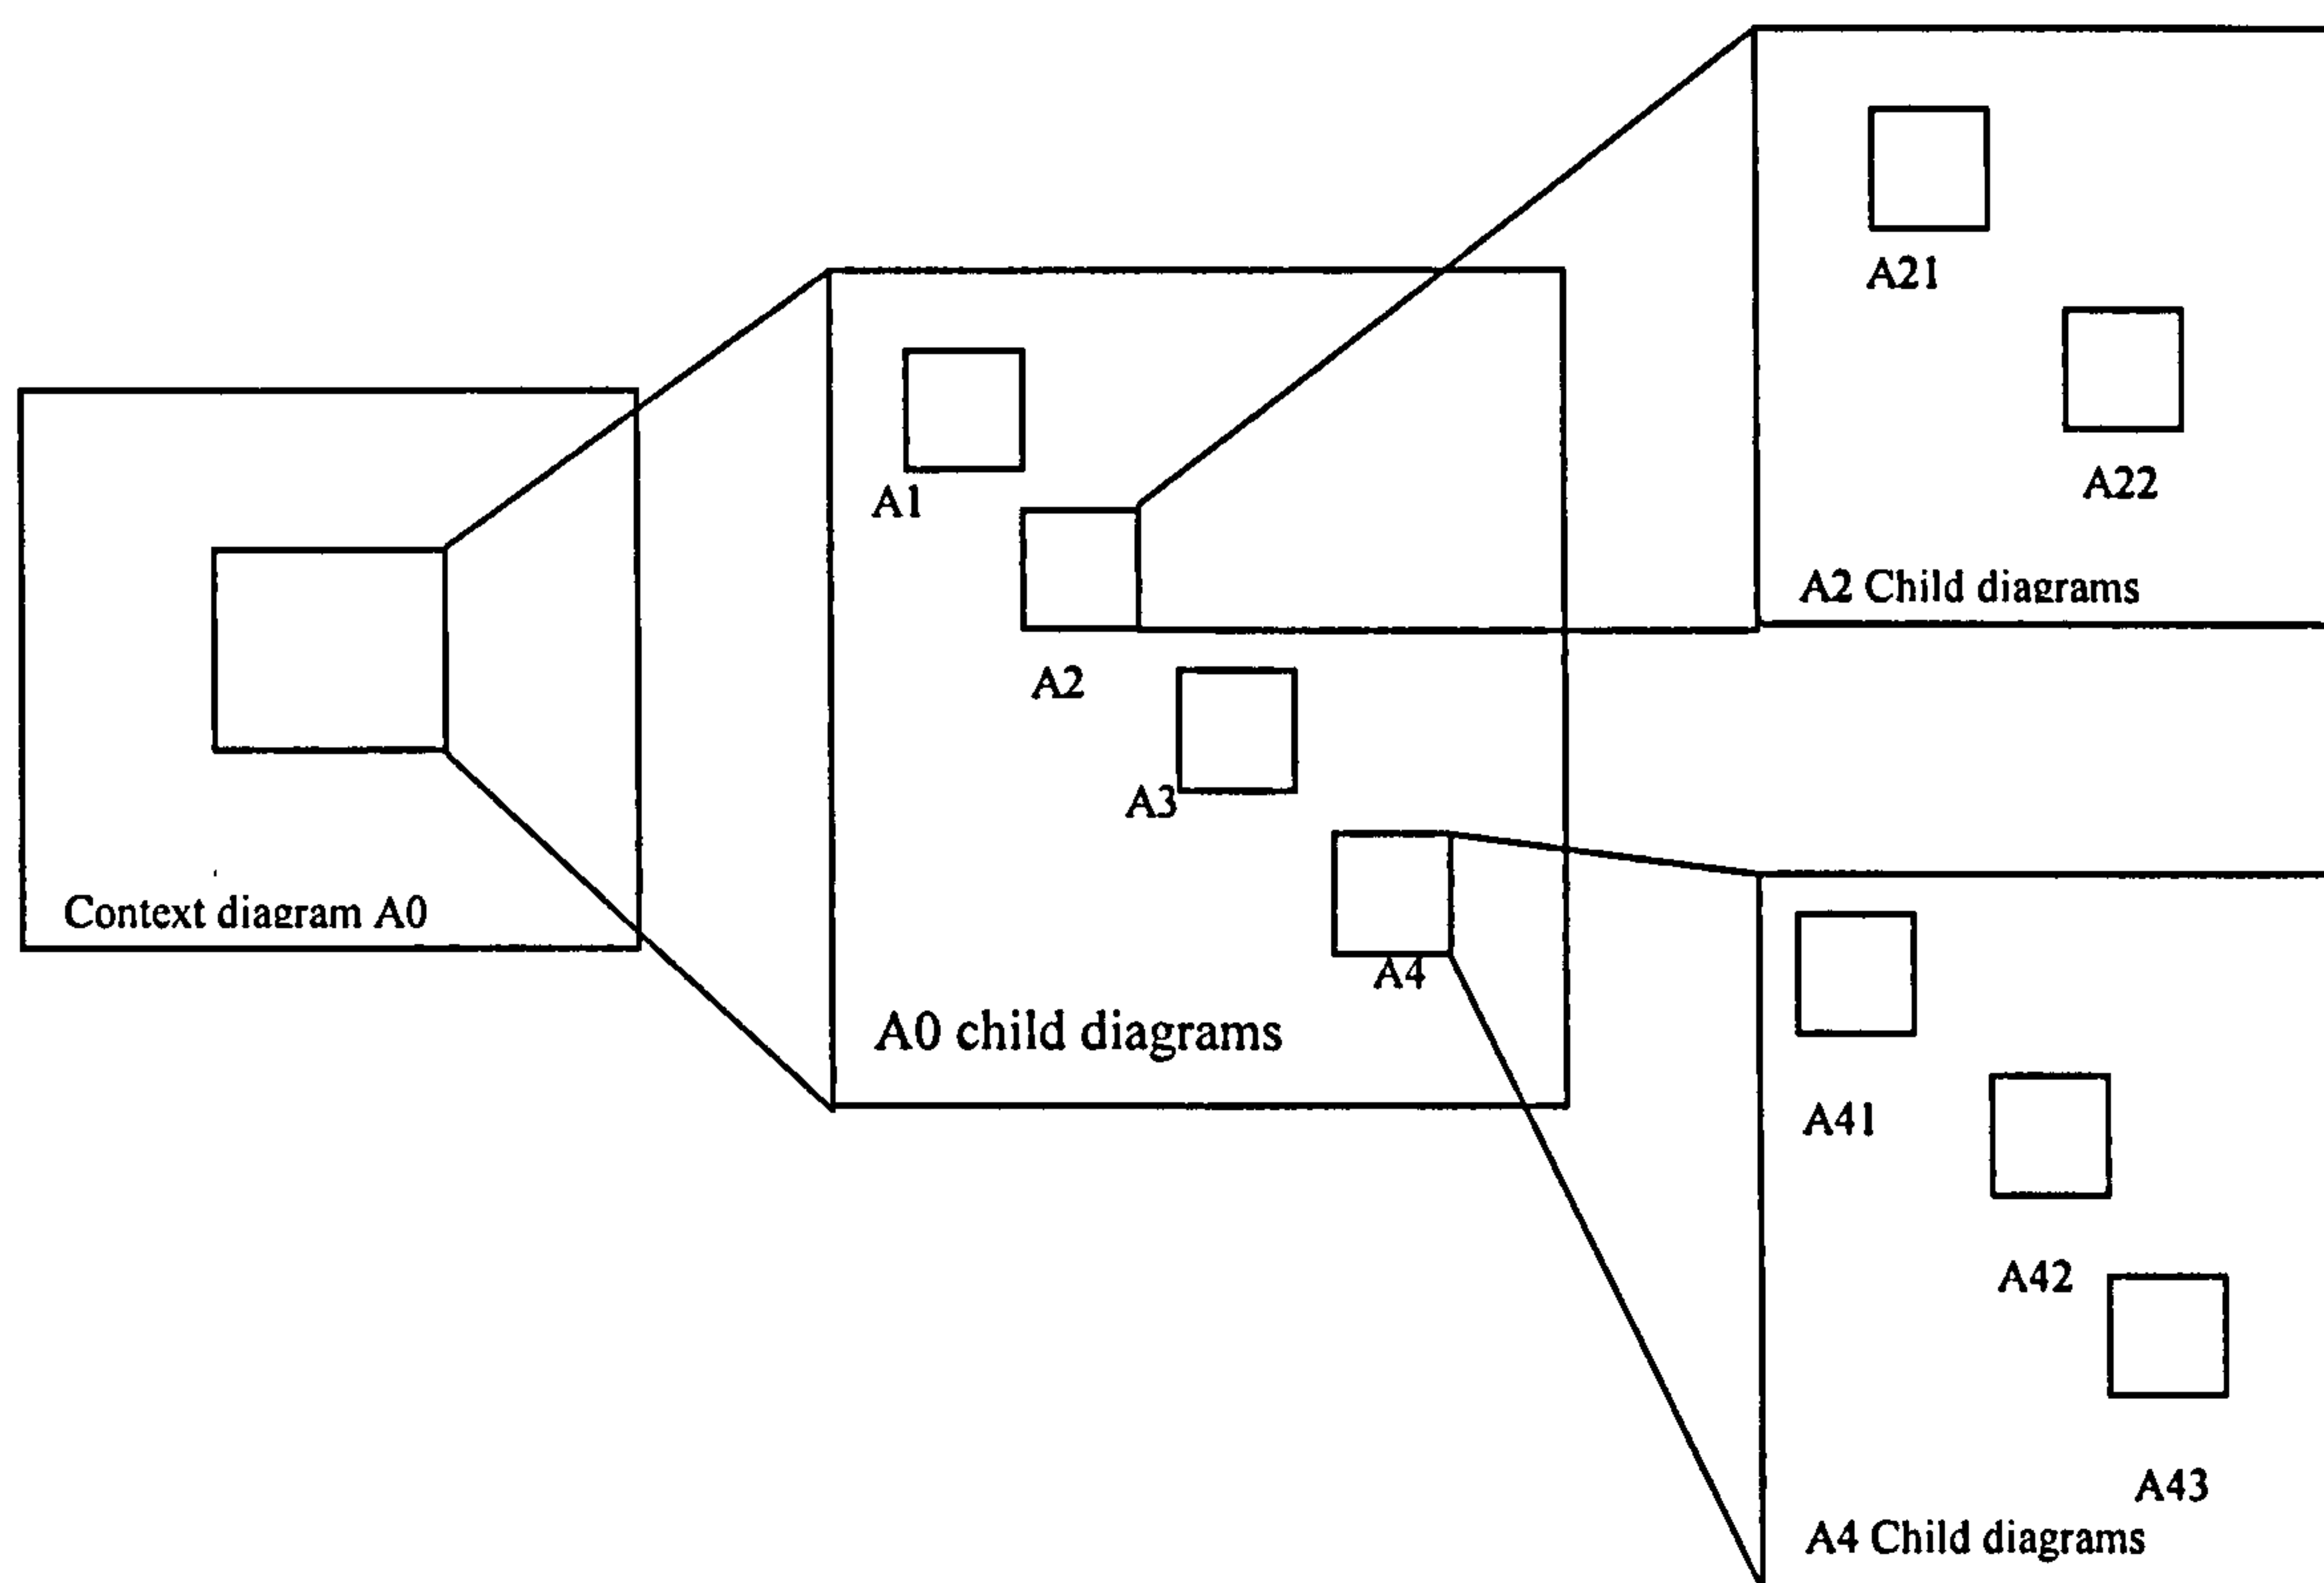 Context diagram A0
A1
A2
A3
A4
A0 child diagrams
A21
A22
A2 Child diagrams
A41
A42
A43
A4 Child diagrams